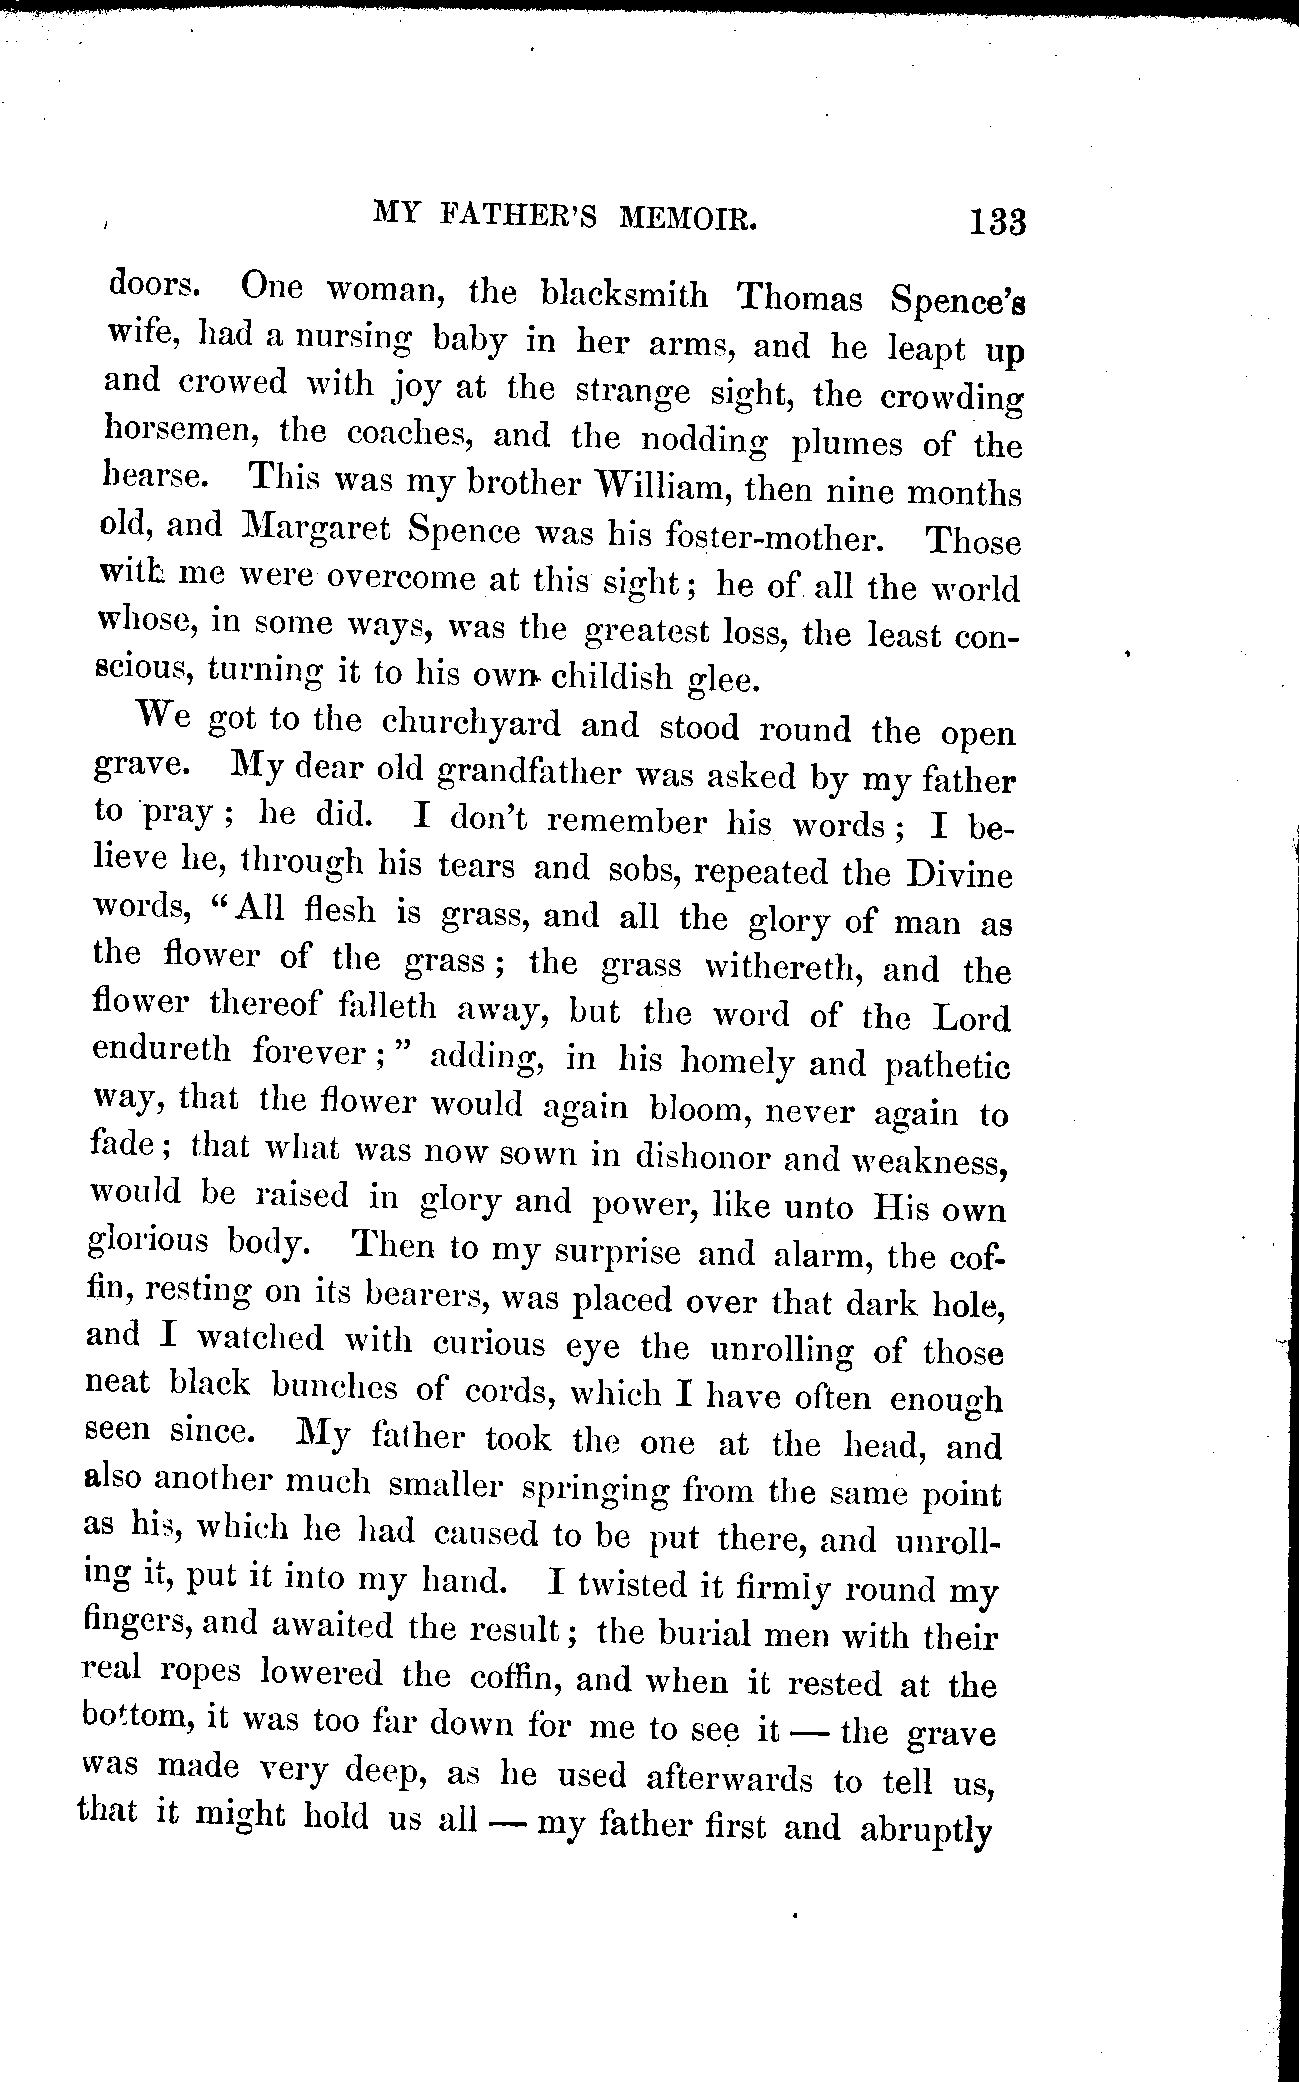 MY FATHER'S MEMOIR. 133
doors. One woman, the blacksmith Thomas Spence's
wife, had a nursing baby in her arms, and he leapt up
and crowed with joy at the strange sight, the crowding
horsemen, the coaches, and the nodding plumes of the
hearse. This was my brother William, then nine months
old, and Margaret Spence was his foster-mother. Those
with me were overcome at this sight; he of all the world
whose, in some ways, was the greatest loss, the least con-
scious, turning it to his own childish glee.
We got to the churchyard and stood round the open
grave. My dear old grandfather was asked by my father
to pray; he did. I don't remember his words; I be-
lieve he, through his tears and sobs, repeated the Divine
words, "All flesh is grass, and all the glory of man as
the flower of the grass; the grass withereth, and the
flower thereof falleth away, but the word of the Lord
endureth forever;" adding, in his homely and pathetic
way, that the flower would again bloom, never again to
fade; that what was now sown in dishonor and weakness,
would be raised in glory and power, like unto His own
glorious body. Then to my surprise and alarm, the cof-
fin, resting on its bearers, was placed over that dark hole,
and I watched with curious eye the unrolling of those
neat black bunches of cords, which I have often enough
seen since. My father took the one at the head, and
also another much smaller springing from the same point
as his, which he had caused to be put there, and unroll-
ing it, put it into my hand. I twisted it firmly round my
fingers, and awaited the result; the burial men with their
real ropes lowered the coffin, and when it rested at the
bottom, it was too far down for me to see it — the grave
was made very deep, as he used afterwards to tell us,
that it might hold us all — my father first and abruptly